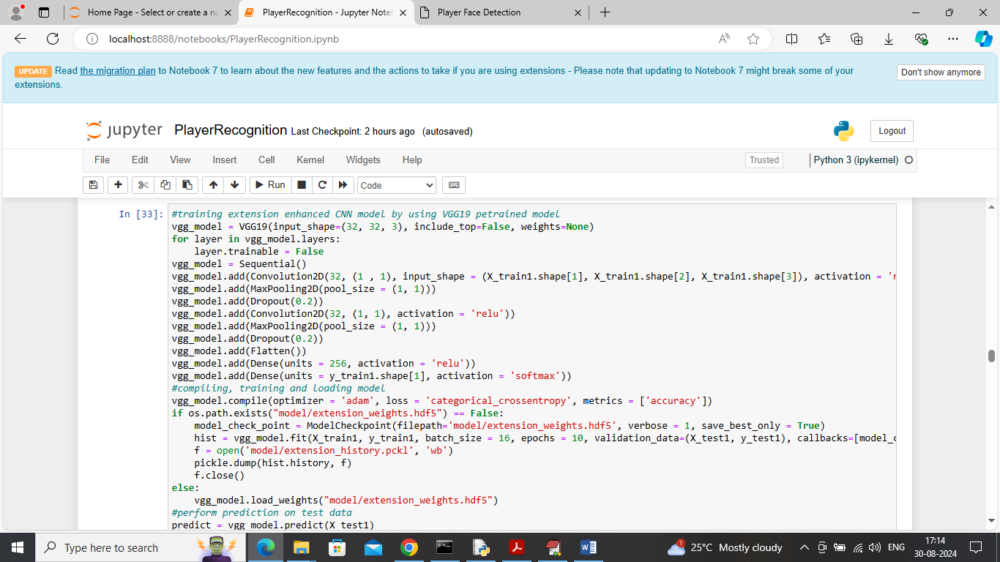 Home Page - Select or create a no
PlayerRecognition - Jupyter Noteb
Player Face Detection
localhost:8888/notebooks/PlayerRecognition.ipynb
UPDATE Read the migration plan to Notebook 7 to learn about the new features and the actions to take if you are using extensions - Please note that updating to Notebook 7 might break some of your
extensions.
Don't show anymore
jupyter PlayerRecognition Last Checkpoint: 2 hours ago (autosaved)
Logout
File Edit View Insert Cell Kernel Widgets Help
Trusted
Python 3 (ipykernel)
Run
Code
In [33]:
#training extension enhanced CNN model by using VGG19 petrained model
vgg_model = VGG19(input_shape=(32, 32, 3), include_top=False, weights=None)
for layer in vgg_model.layers:
    layer.trainable = False
vgg_model = Sequential()
vgg_model.add(Convolution2D(32, (1 , 1), input_shape = (X_train1.shape[1], X_train1.shape[2], X_train1.shape[3]), activation = 'r
vgg_model.add(MaxPooling2D(pool_size = (1, 1)))
vgg_model.add(Dropout(0.2))
vgg_model.add(Convolution2D(32, (1, 1), activation = 'relu'))
vgg_model.add(MaxPooling2D(pool_size = (1, 1)))
vgg_model.add(Dropout(0.2))
vgg_model.add(Flatten())
vgg_model.add(Dense(units = 256, activation = 'relu'))
vgg_model.add(Dense(units = y_train1.shape[1], activation = 'softmax'))
#compiling, training and loading model
vgg_model.compile(optimizer = 'adam', loss = 'categorical_crossentropy', metrics = ['accuracy'])
if os.path.exists("model/extension_weights.hdf5") == False:
    model_check_point = ModelCheckpoint(filepath='model/extension_weights.hdf5', verbose = 1, save_best_only = True)
    hist = vgg_model.fit(X_train1, y_train1, batch_size = 16, epochs = 10, validation_data=(X_test1, y_test1), callbacks=[model_c
    f = open('model/extension_history.pckl', 'wb')
    pickle.dump(hist.history, f)
    f.close()
else:
    vgg_model.load_weights("model/extension_weights.hdf5")
#perform prediction on test data
predict = vgg_model.predict(X_test1)
Type here to search
25°C Mostly cloudy
ENG
17:14
30-08-2024